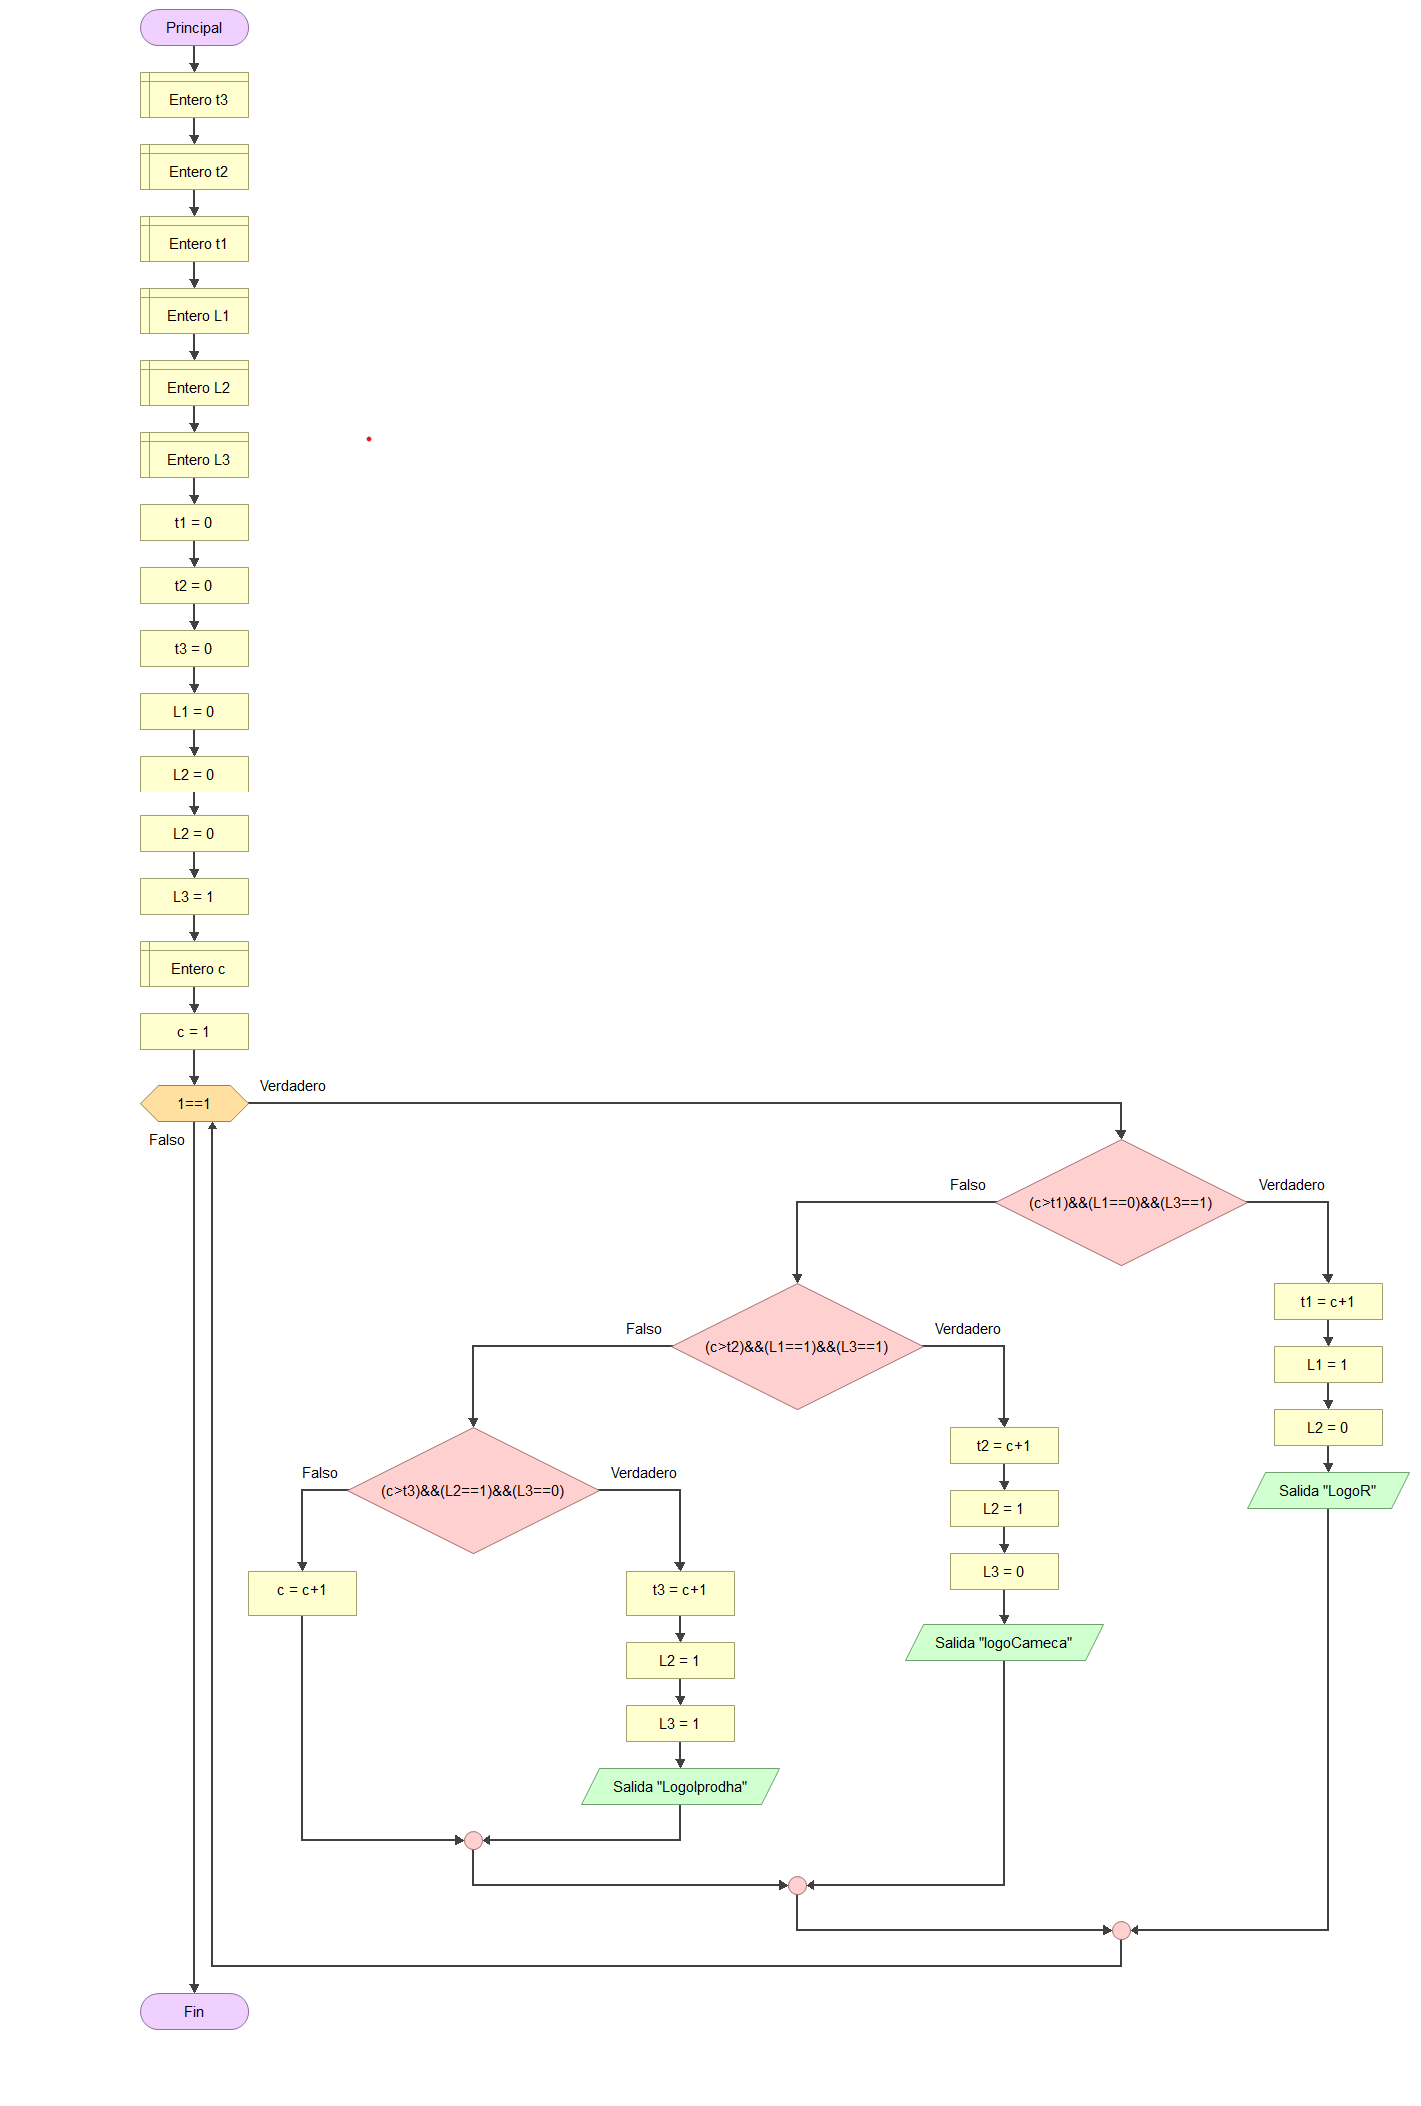 Principal
Entero t3
Entero t2
Entero t1
Entero L1
Entero L2
Entero L3
t1 = 0
t2 = 0
t3 = 0
L1 = 0
L2 = 0
L2 = 0
L3 = 1
Entero c
c = 1
1==1
Verdadero
Falso
(c>t1)&&(L1==0)&&(L3==1)
Falso
Verdadero
t1 = c+1
L1 = 1
L2 = 0
Salida "LogoR"
(c>t2)&&(L1==1)&&(L3==1)
Falso
Verdadero
t2 = c+1
L2 = 1
L3 = 0
Salida "logoCameca"
(c>t3)&&(L2==1)&&(L3==0)
Falso
Verdadero
c = c+1
t3 = c+1
L2 = 1
L3 = 1
Salida "LogoIprodha"
Fin